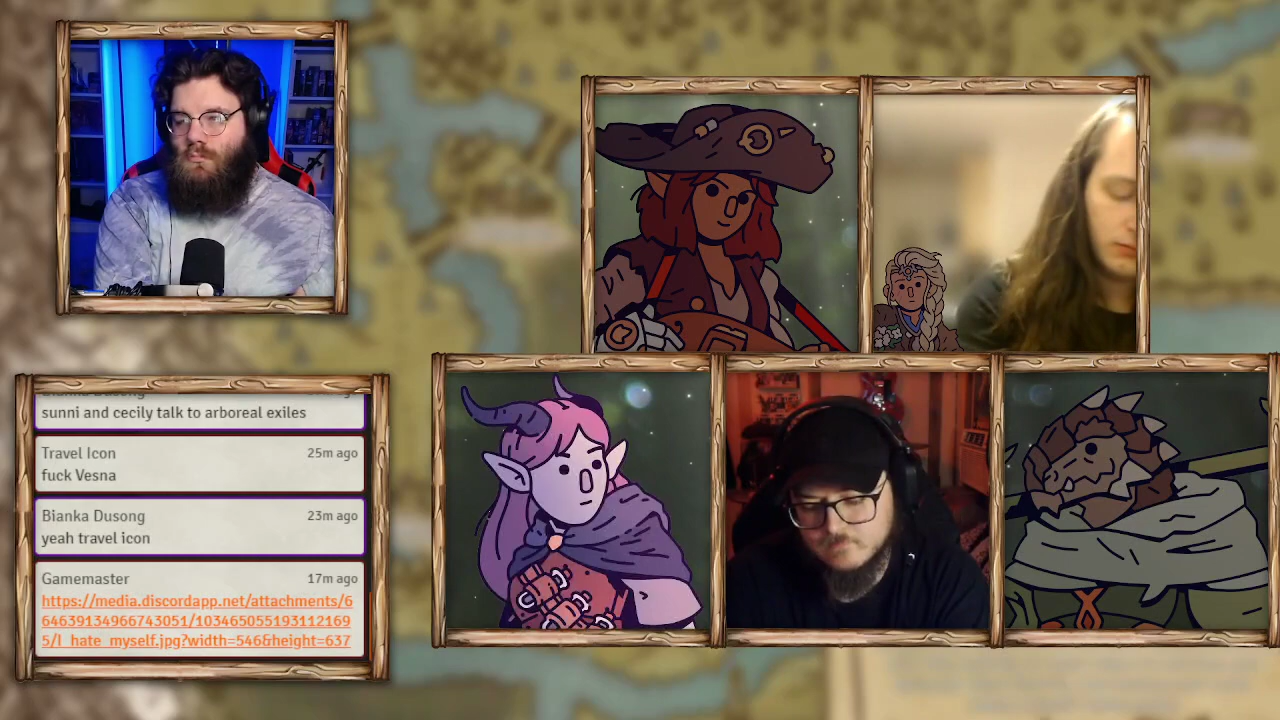 sunni and cecily talk to arboreal exiles
Travel Icon 25m ago
fuck Vesna
Bianka Dusong 23m ago
yeah travel icon
Gamemaster 17m ago
https://media.discordapp.net/attachments/6
64639134966743051/103465055193112169
5/I_hate_myself.jpg?width=546&height=637